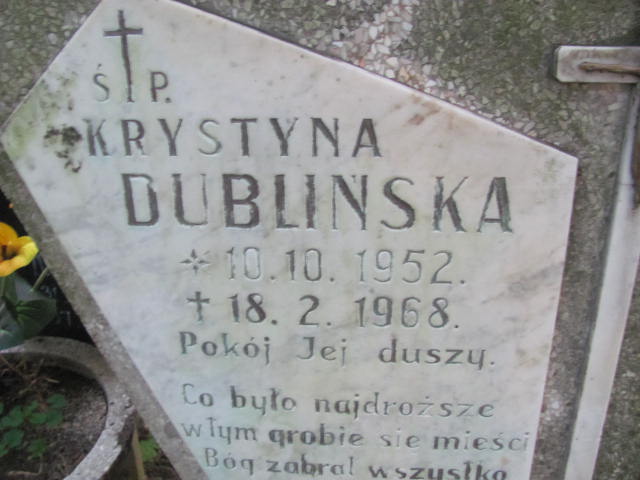 Ś P.
KRYSTYNA
DUBLIŃSKA
10.10.1952.
18.2.1968.
Pokój Jej duszy.
Co było najdroższe
w tym grobie się mieści
Bóg zabrał wszystko